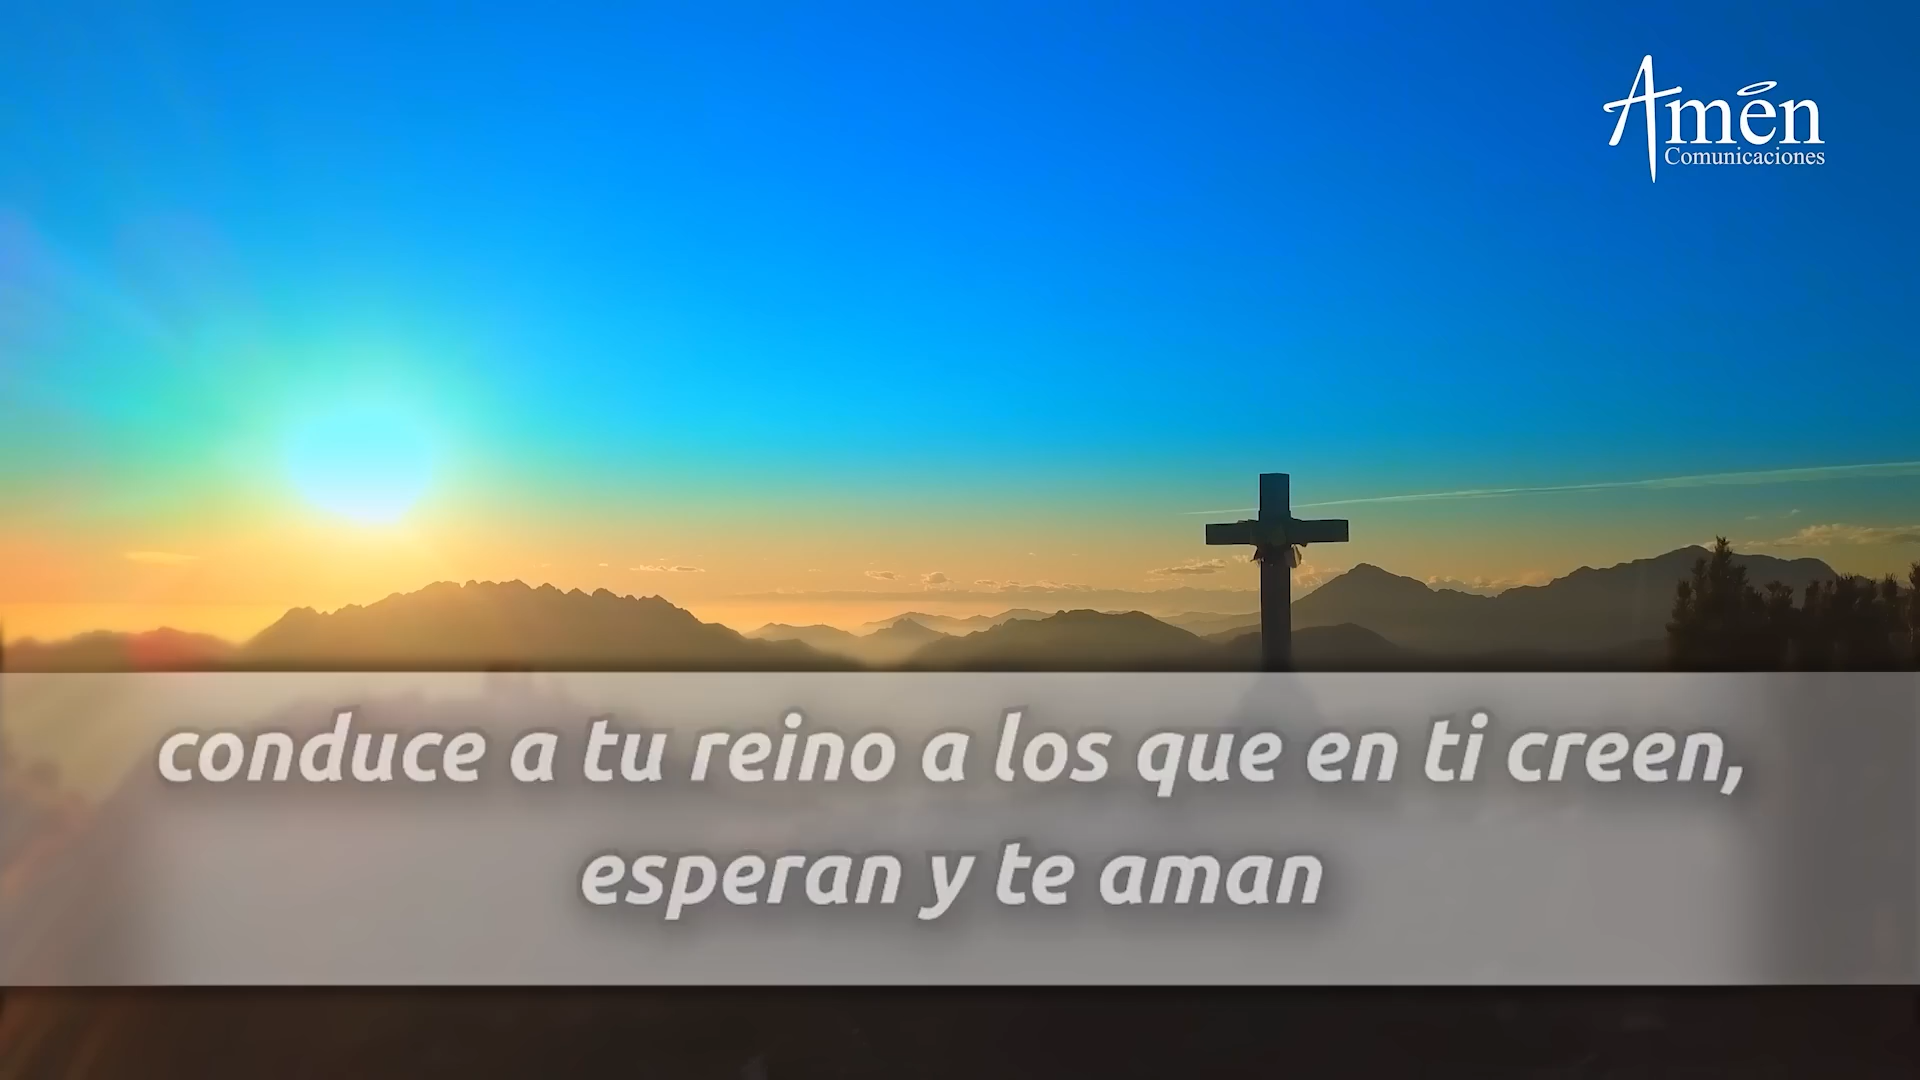 Amén
Comunicaciones
conduce a tu reino a los que en ti creen,
esperan y te aman